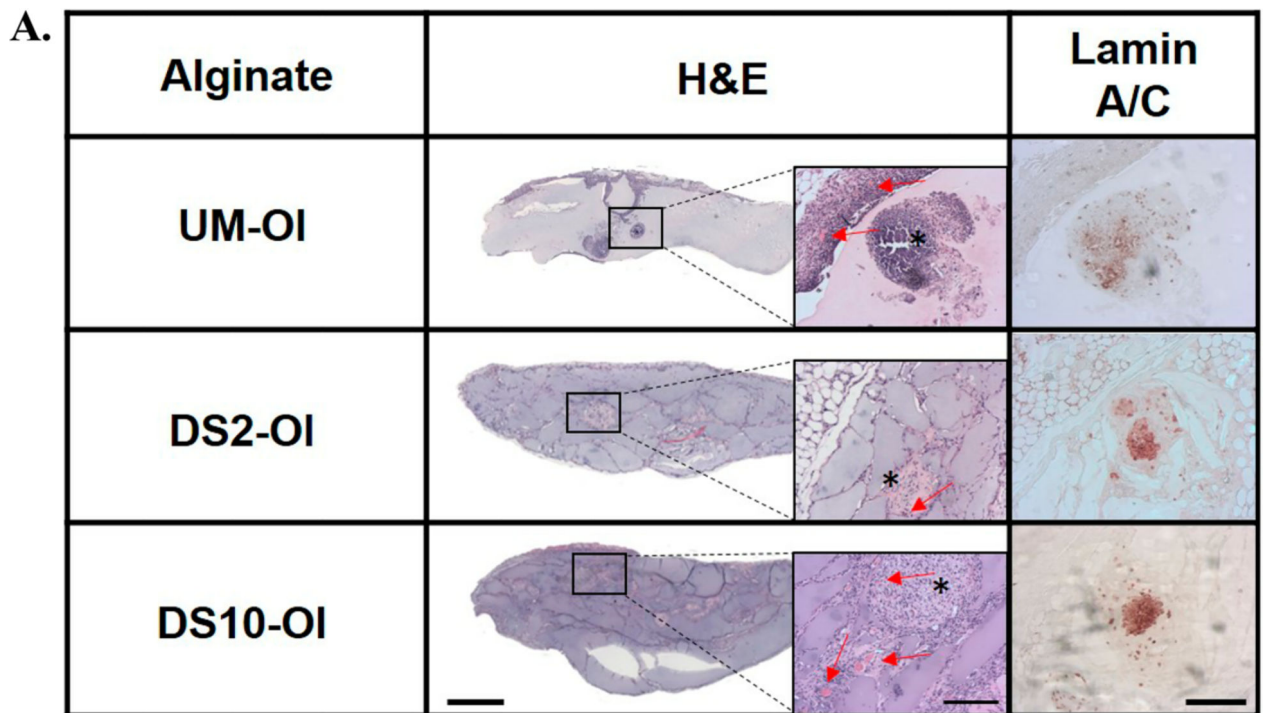 A.
Alginate
H&E
Lamin
A/C
UM-OI
*
DS2-OI
*
DS10-OI
*